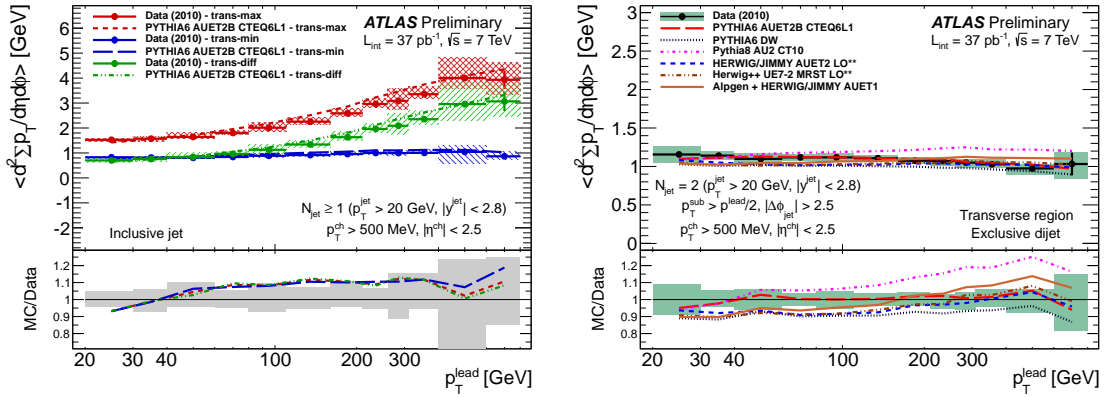 <d²∑p_T/dηdϕ> [GeV]
6
5
4
3
2
1
0
-1
-2
Data (2010) - trans-max
PYTHIA6 AUET2B CTEQ6L1 - trans-max
Data (2010) - trans-min
PYTHIA6 AUET2B CTEQ6L1 - trans-min
Data (2010) - trans-diff
PYTHIA6 AUET2B CTEQ6L1 - trans-diff
ATLAS Preliminary
L_int = 37 pb⁻¹, √s = 7 TeV
N_jet ≥ 1 (p_T^jet > 20 GeV, |y^jet| < 2.8)
p_T^ch > 500 MeV, |η^ch| < 2.5
Inclusive jet
MC/Data
1.2
1.1
1
0.9
0.8
20 30 40 100 200 300
p_T^lead [GeV]
<d²∑p_T/dηdϕ> [GeV]
3
2.5
2
1.5
1
0.5
0
Data (2010)
PYTHIA6 AUET2B CTEQ6L1
PYTHIA6 DW
Pythia8 AU2 CT10
HERWIG/JIMMY AUET2 LO**
Herwig++ UE7-2 MRST LO**
Alpgen + HERWIG/JIMMY AUET1
ATLAS Preliminary
L_int = 37 pb⁻¹, √s = 7 TeV
N_jet = 2 (p_T^jet > 20 GeV, |y^jet| < 2.8)
p_T^sub > p^lead/2, |Δϕ_jet| > 2.5
p_T^ch > 500 MeV, |η^ch| < 2.5
Transverse region
Exclusive dijet
MC/Data
1.2
1.1
1
0.9
0.8
20 30 40 100 200 300
p_T^lead [GeV]